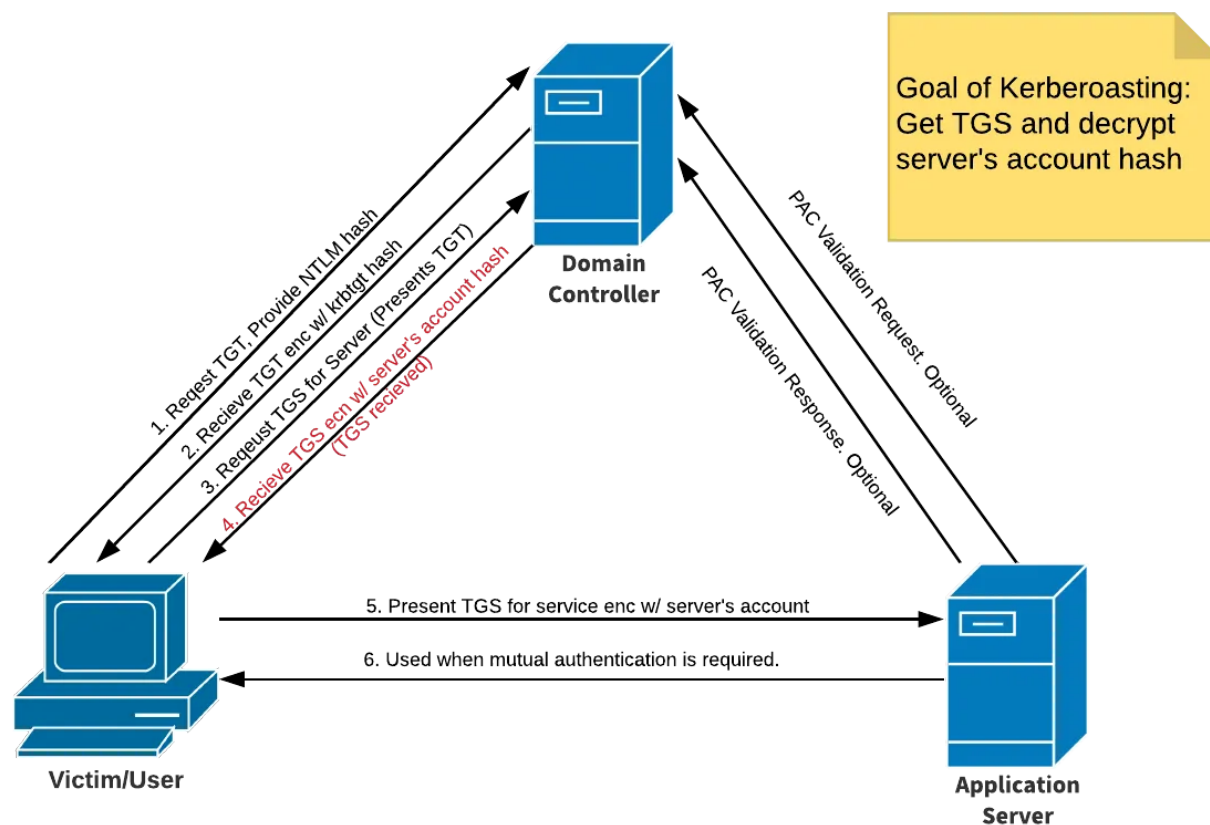 Goal of Kerberoasting:
Get TGS and decrypt
server's account hash
Domain
Controller
1. Reqest TGT, Provide NTLM hash
2. Recieve TGT enc w/ krbtgt hash
3. Reqeust TGS for Server (Presents TGT)
4. Recieve TGS ecn w/ server's account hash
(TGS recieved)
PAC Validation Request. Optional
PAC Validation Response. Optional
5. Present TGS for service enc w/ server's account
6. Used when mutual authentication is required.
Victim/User
Application
Server